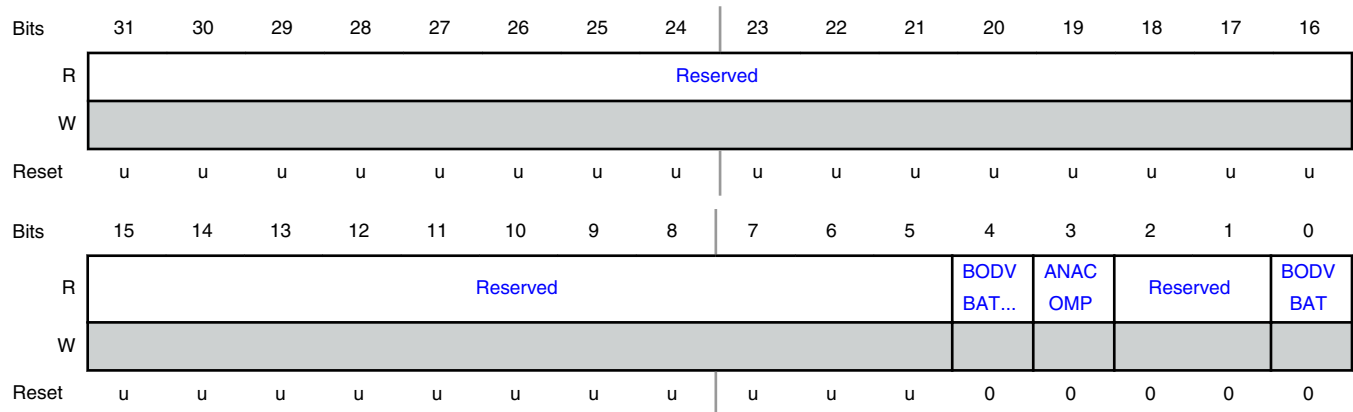 Bits 31 30 29 28 27 26 25 24 23 22 21 20 19 18 17 16
R Reserved
W
Reset u u u u u u u u u u u u u u u u
Bits 15 14 13 12 11 10 9 8 7 6 5 4 3 2 1 0
R Reserved BODV BAT... ANAC OMP Reserved BODV BAT
W
Reset u u u u u u u u u u u 0 0 0 0 0